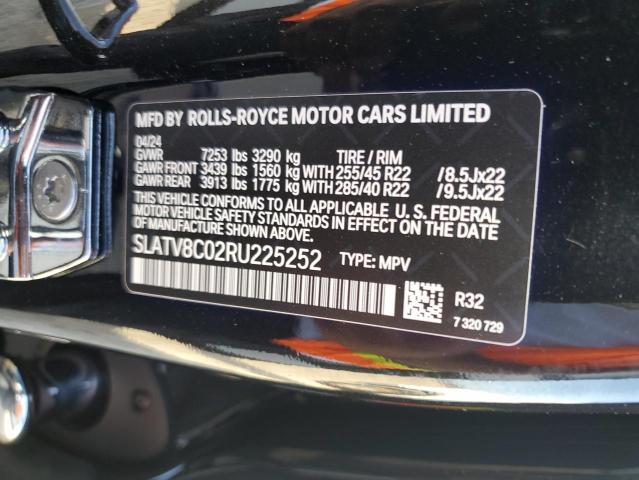 MFD BY ROLLS-ROYCE MOTOR CARS LIMITED
04/24
GVWR 7253 lbs 3290 kg TIRE / RIM
GAWR FRONT 3439 lbs 1560 kg WITH 255/45 R22 /8.5Jx22
GAWR REAR 3913 lbs 1775 kg WITH 285/40 R22 /9.5Jx22
THIS VEHICLE CONFORMS TO ALL APPLICABLE U. S. FEDERAL
MOTOR VEHICLE SAFETY STANDARDS IN EFFECT ON THE DATE
OF MANUFACTURE SHOWN ABOVE.
SLATV8C02RU225252 TYPE: MPV
R32
7 320 729